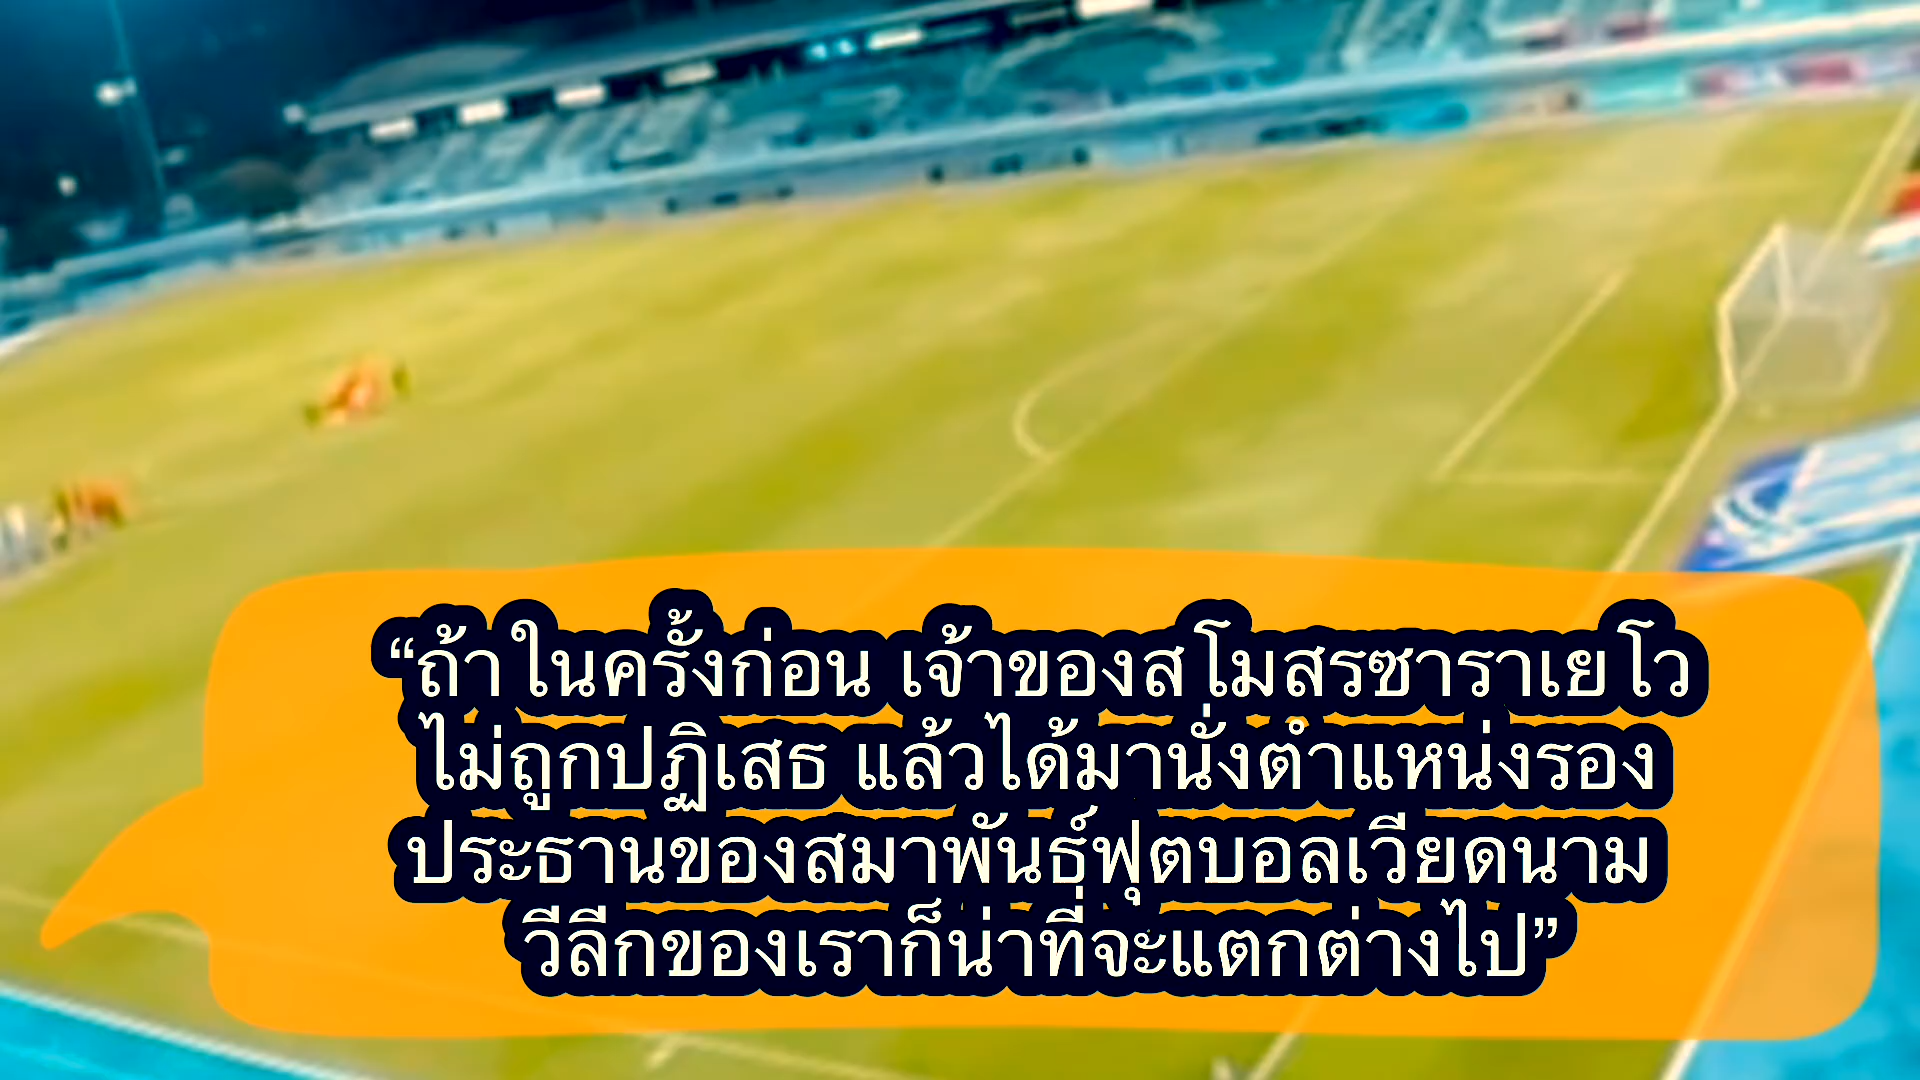 “ถ้าในครั้งก่อน เจ้าของสโมสรซาราเยโว
ไม่ถูกปฏิเสธ แล้วได้มานั่งตำแหน่งรอง
ประธานของสมาพันธ์ฟุตบอลเวียดนาม
วีลีกของเราก็น่าที่จะแตกต่างไป”